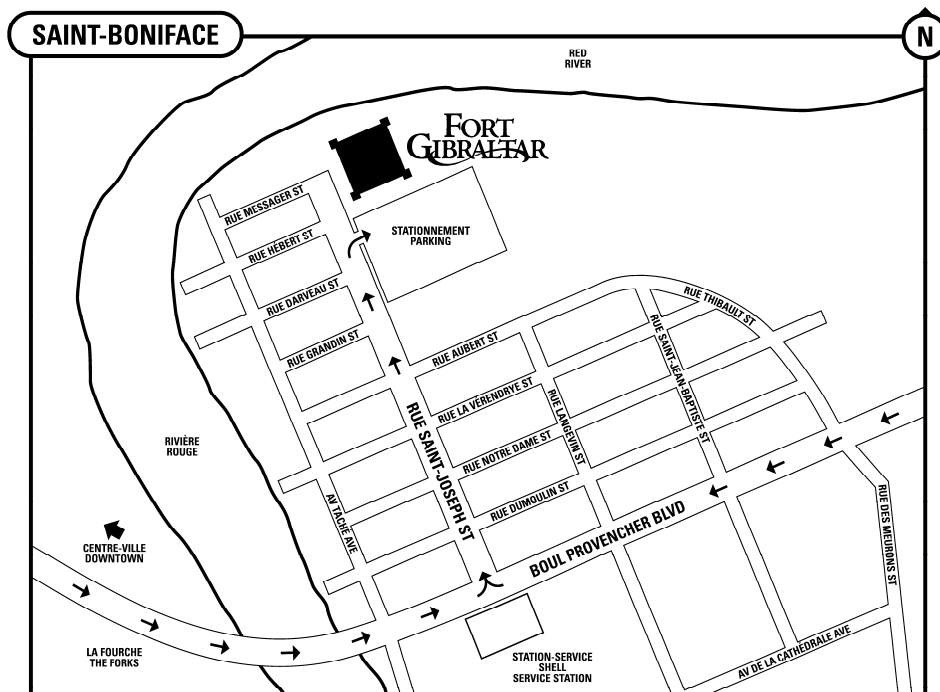 SAINT-BONIFACE
N
RED
RIVER
FORT
GIBRALTAR
RUE MESSAGER ST
STATIONNEMENT
PARKING
RUE HÉBERT ST
RUE DARVEAU ST
RUE THIBAULT ST
RUE GRANDIN ST
RUE AUBERT ST
RUE SAINT-JEAN-BAPTISTE ST
RUE LA VÉRENDRYE ST
RUE LANGEVIN ST
RUE SAINT-JOSEPH ST
RUE NOTRE DAME ST
RIVIÈRE
ROUGE
RUE DUMOULIN ST
AV TACHÉ AVE
RUE DES MEURONS ST
BOUL PROVENCHER BLVD
CENTRE-VILLE
DOWNTOWN
LA FOURCHE
THE FORKS
AV DE LA CATHÉDRALE AVE
STATION-SERVICE
SHELL
SERVICE STATION